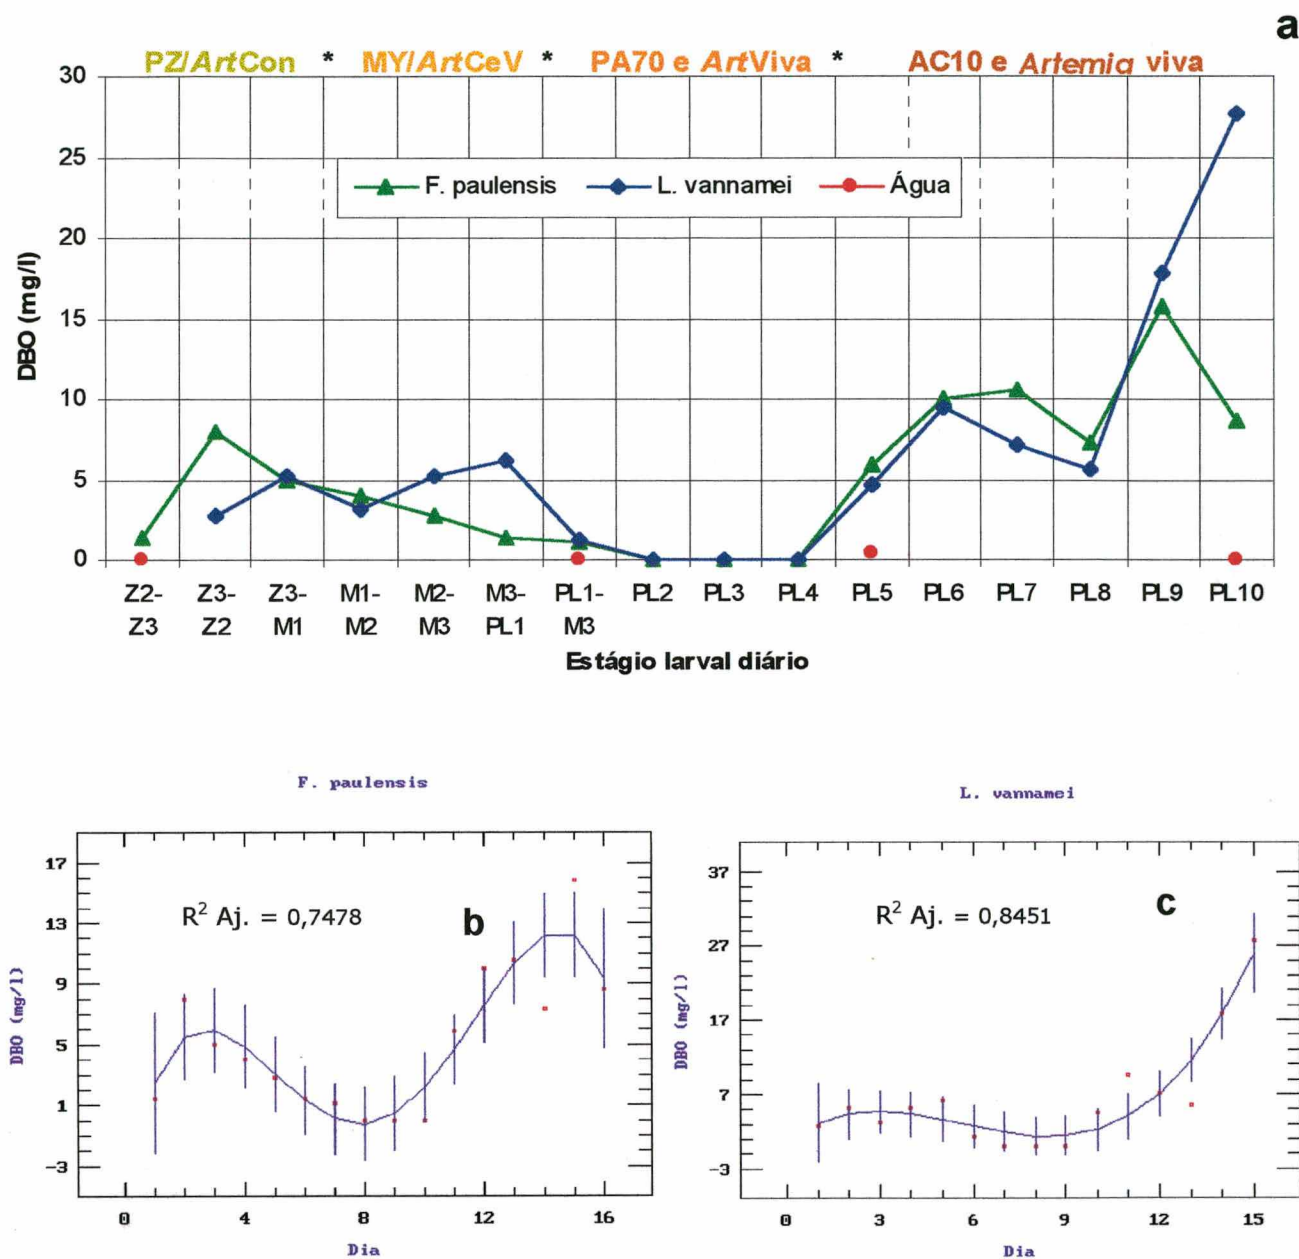 a
PZ/ArtCon * MY/ArtCeV * PA70 e ArtViva * AC10 e Artemia viva
30
25
20
15
10
5
0
DBO (mg/l)
F. paulensis L. vannamei Água
Z2-Z3 Z3-Z2 Z3-M1 M1-M2 M2-M3 M3-PL1 PL1-M3 PL2 PL3 PL4 PL5 PL6 PL7 PL8 PL9 PL10
Estágio larval diário
F. paulensis
17
13
9
5
1
-3
DBO (mg/l)
R² Aj. = 0,7478
b
0 4 8 12 16
Dia
L. vannamei
37
27
17
7
-3
DBO (mg/l)
R² Aj. = 0,8451
c
0 3 6 9 12 15
Dia